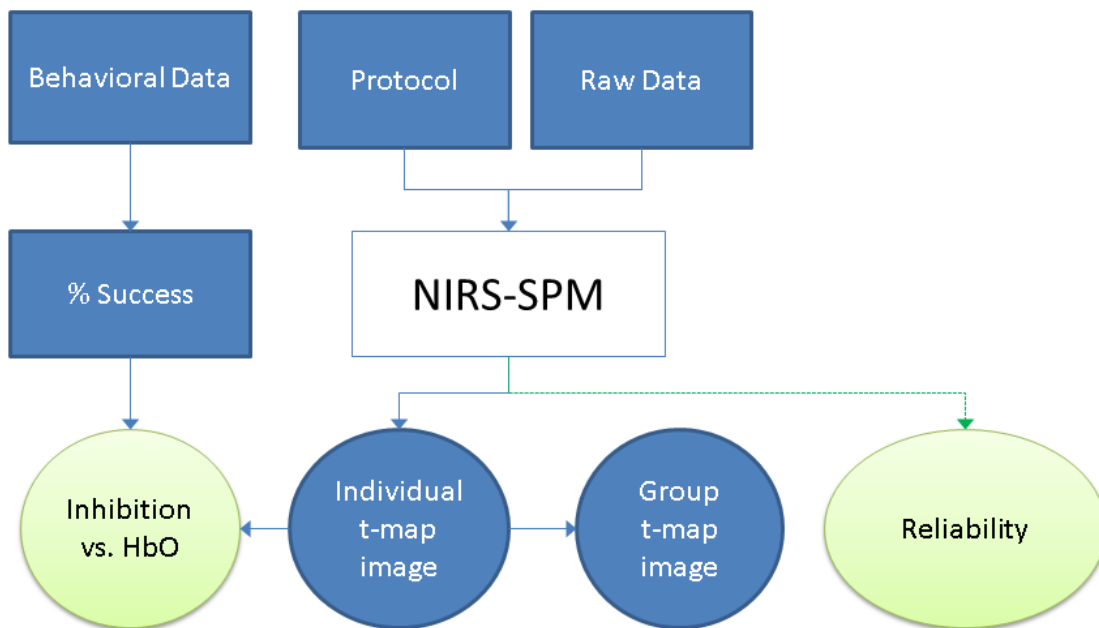 Behavioral Data
Protocol
Raw Data
% Success
NIRS-SPM
Inhibition
vs. HbO
Individual
t-map
image
Group
t-map
image
Reliability